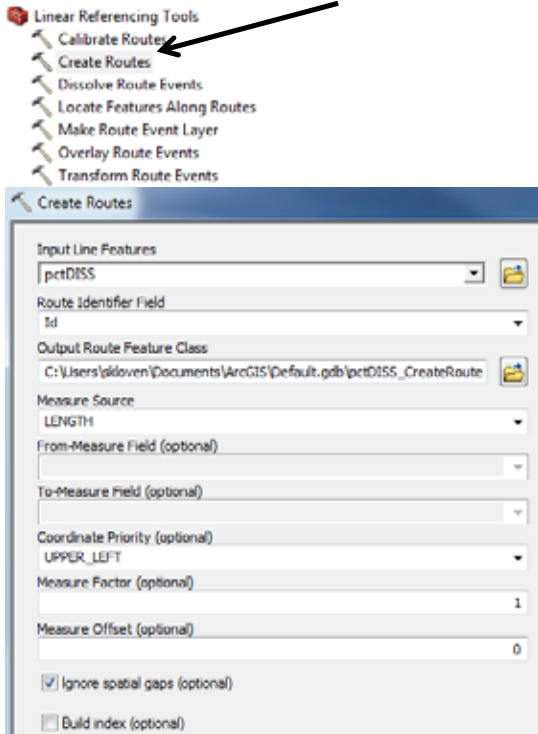 Linear Referencing Tools
Calibrate Routes
Create Routes
Dissolve Route Events
Locate Features Along Routes
Make Route Event Layer
Overlay Route Events
Transform Route Events
Create Routes
Input Line Features
pctDISS
Route Identifier Field
Id
Output Route Feature Class
C:\Users\skloven\Documents\ArcGIS\Default.gdb\pctDISS_CreateRoute
Measure Source
LENGTH
From-Measure Field (optional)
To-Measure Field (optional)
Coordinate Priority (optional)
UPPER_LEFT
Measure Factor (optional)
1
Measure Offset (optional)
0
Ignore spatial gaps (optional)
Build index (optional)